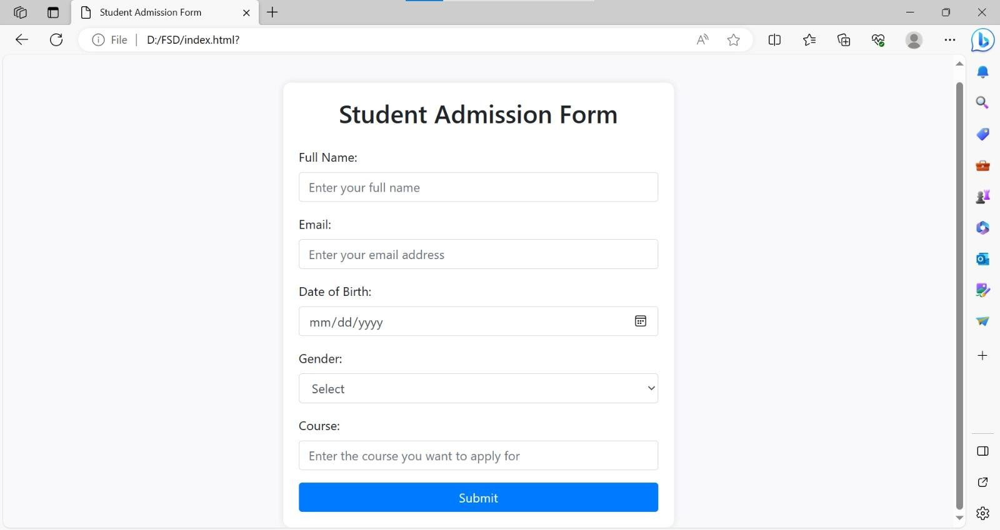 Student Admission Form
File | D:/FSD/index.html?
Student Admission Form
Full Name:
Enter your full name
Email:
Enter your email address
Date of Birth:
mm/dd/yyyy
Gender:
Select
Course:
Enter the course you want to apply for
Submit